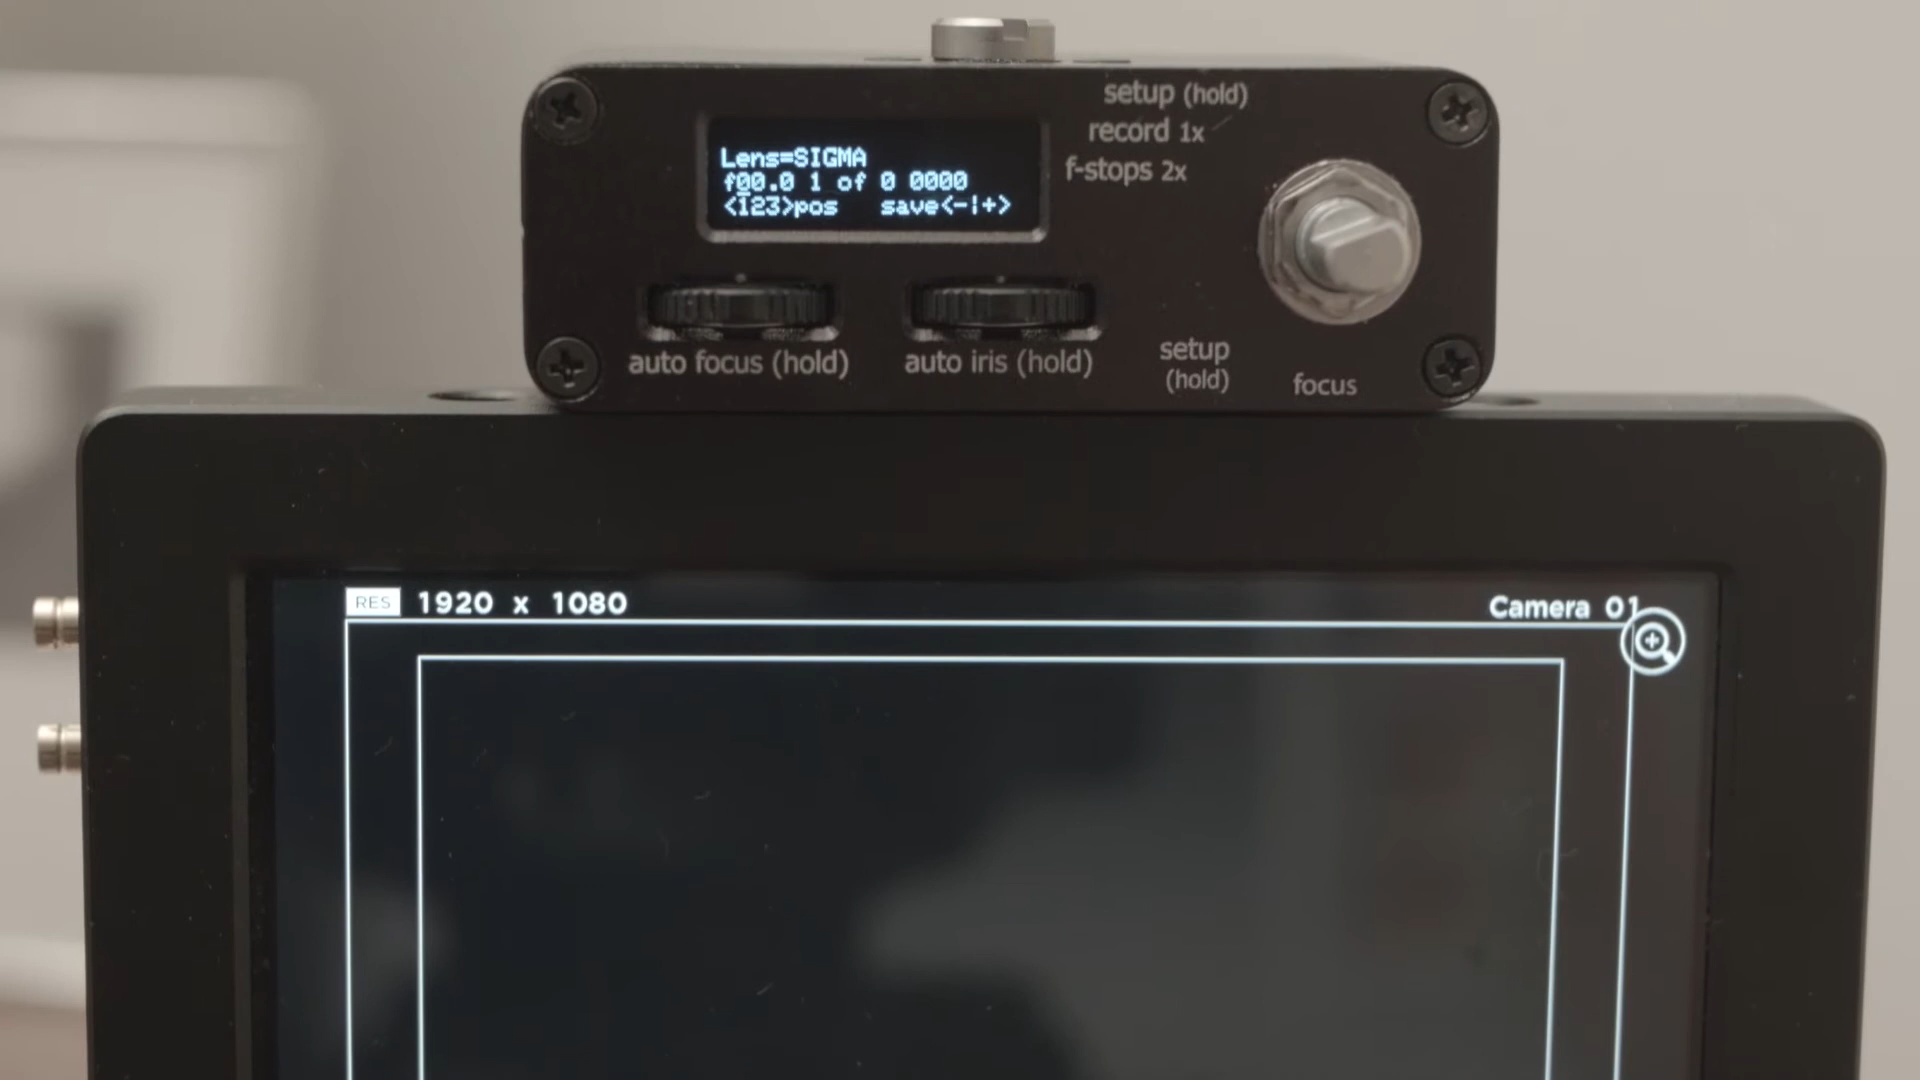 setup (hold)
record 1x
f-stops 2x
Lens=SIGMA
f00.0 1 of 0 0000
<123>pos save<-|+>
auto focus (hold)
auto iris (hold)
setup
(hold)
focus
RES 1920 x 1080
Camera 01